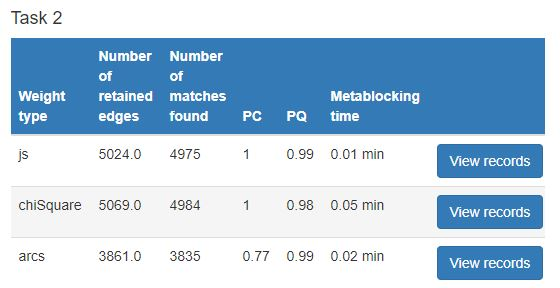 Task 2
Weight type Number of retained edges Number of matches found PC PQ Metablocking time
js 5024.0 4975 1 0.99 0.01 min View records
chiSquare 5069.0 4984 1 0.98 0.05 min View records
arcs 3861.0 3835 0.77 0.99 0.02 min View records